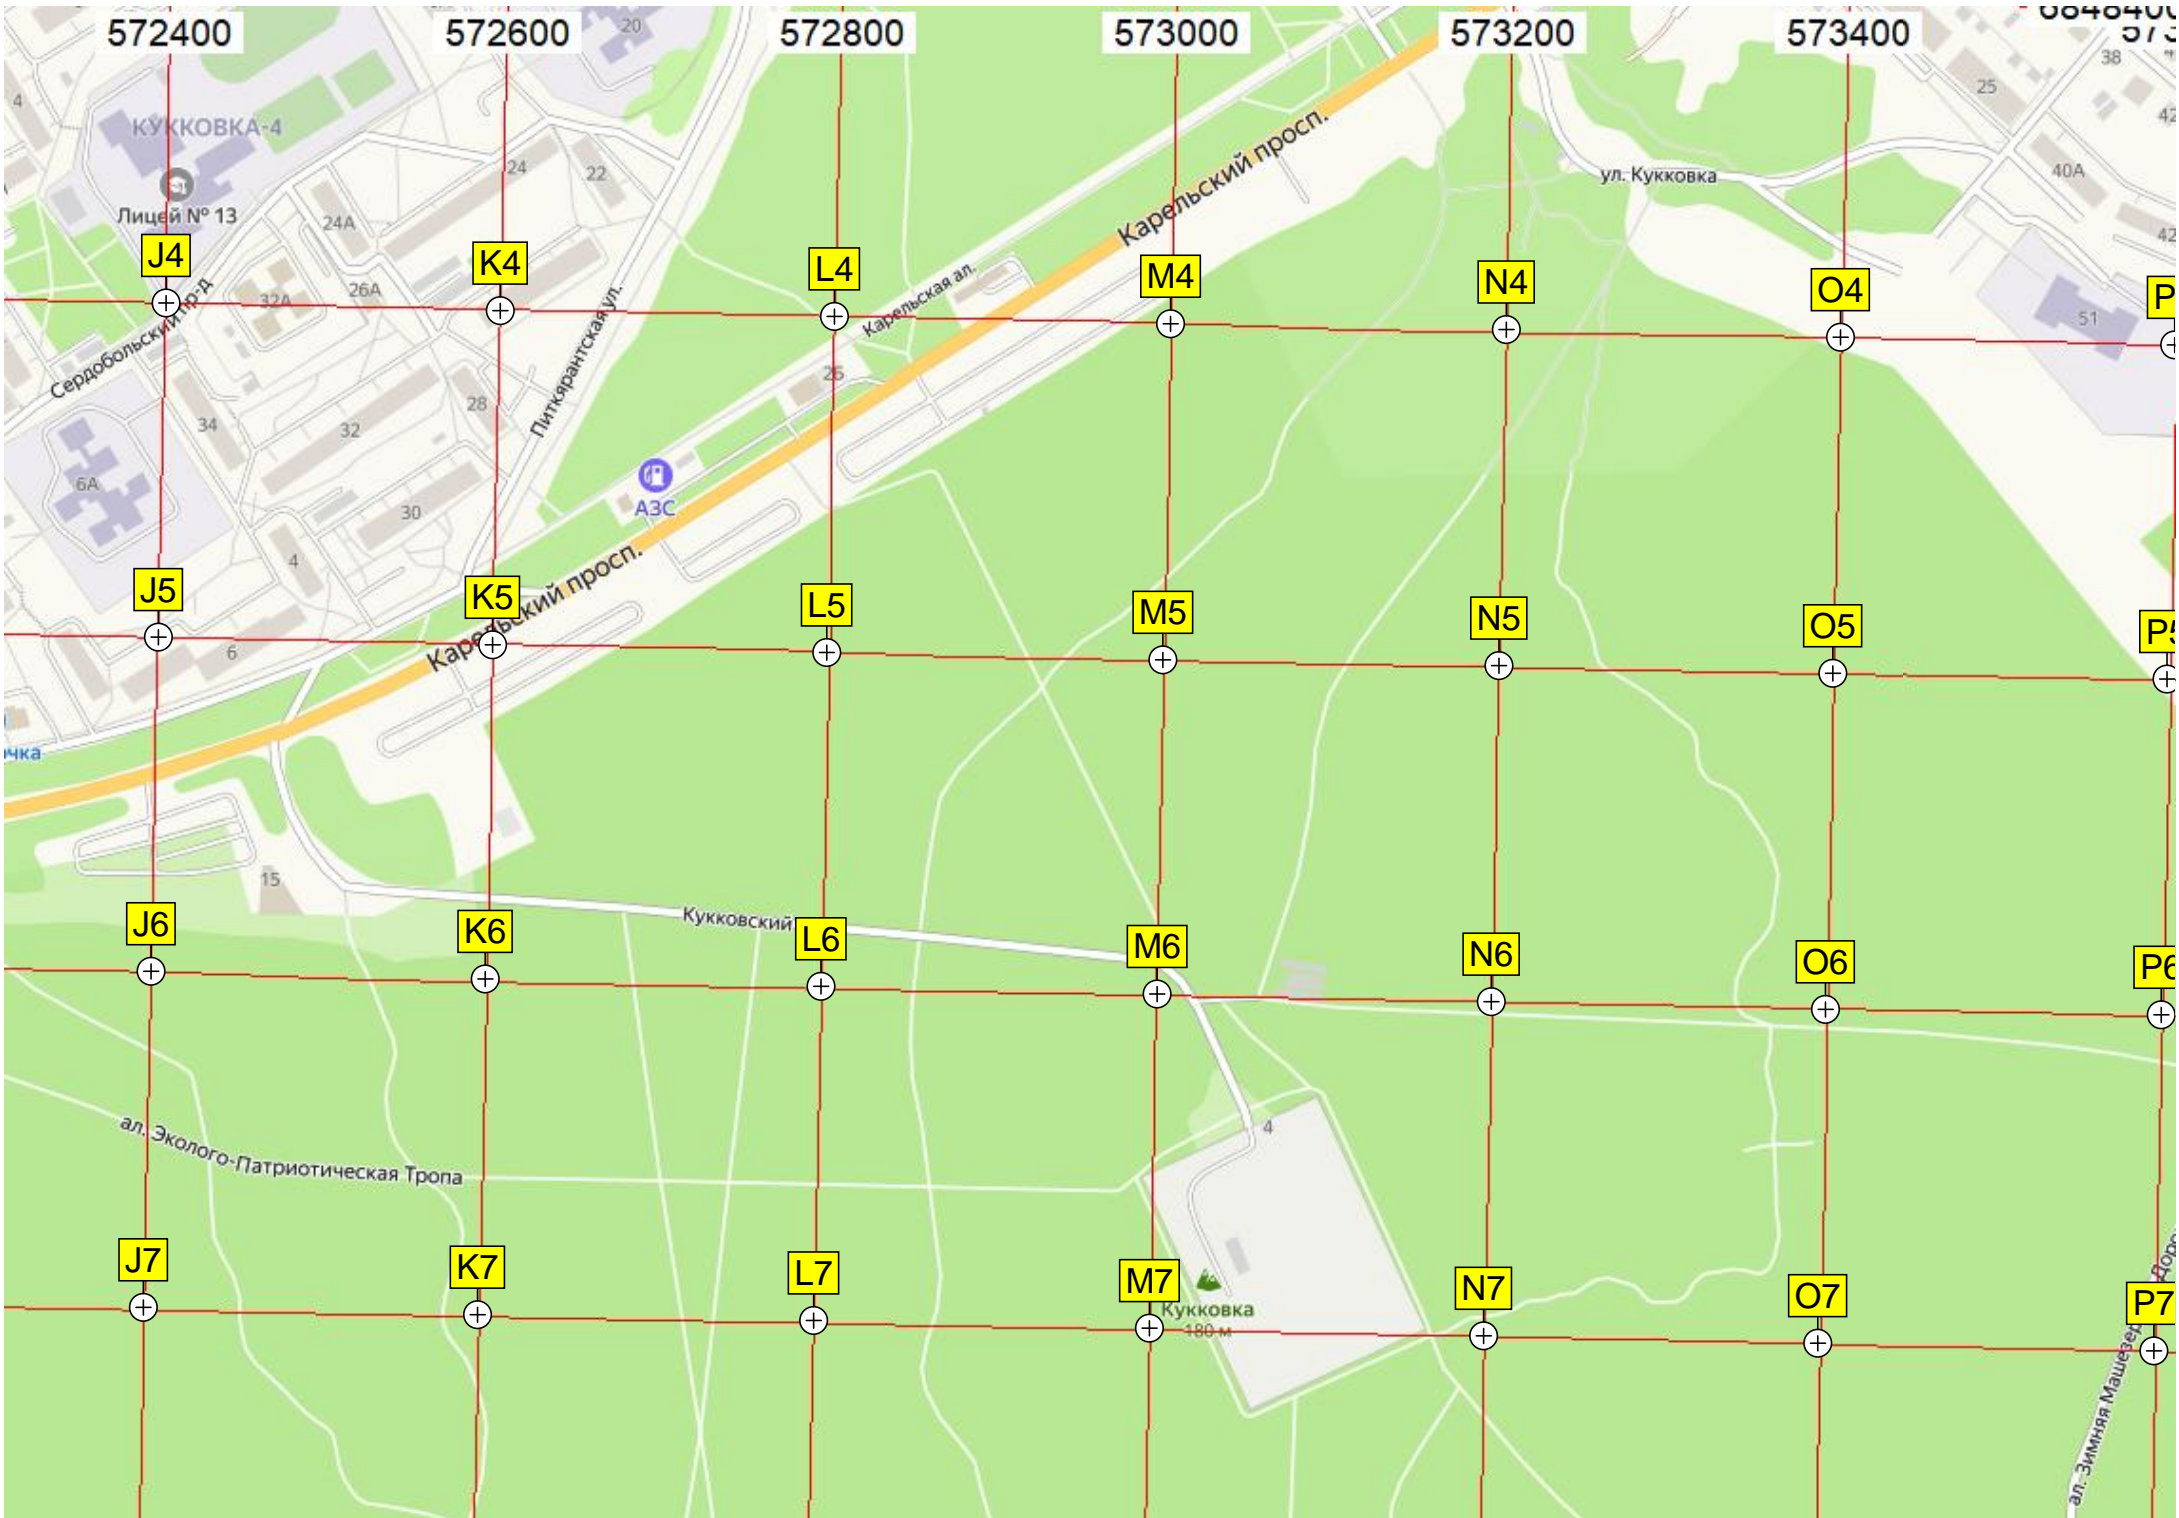 572400 572600 572800 573000 573200 573400
20
38
4
25
КУККОВКА-4
24
22
Карельский просп.
ул. Кукковка
40А
Лицей № 13
24А
J4 K4 L4 M4 N4 O4
32А
26А
Карельская ал.
51
Сердобольский пр-д
Питкярантская ул.
34
32
28
26
6А
30
АЗС
4
Карельский просп.
J5 K5 L5 M5 N5 O5 P5
6
15
Кукковский
J6 K6 L6 M6 N6 O6 P6
4
ал. Эколого-Патриотическая Тропа
J7 K7 L7 M7 N7 O7 P7
Кукковка
180 м
ал. Зимняя Машезер